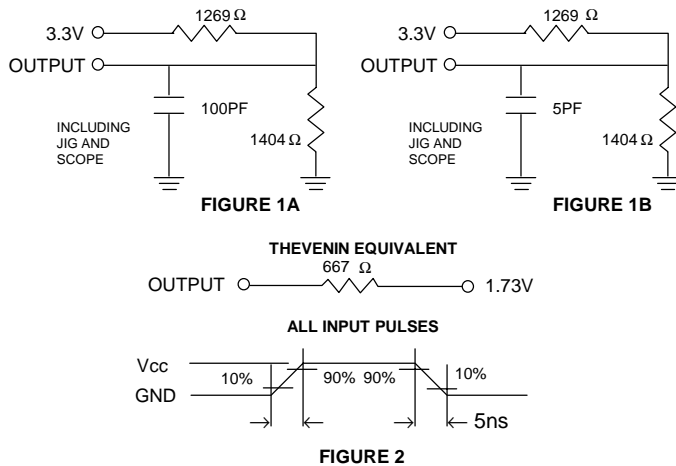 1269 Ω
3.3V
OUTPUT
100PF
INCLUDING
JIG AND
SCOPE
1404 Ω
FIGURE 1A
1269 Ω
3.3V
OUTPUT
5PF
INCLUDING
JIG AND
SCOPE
1404 Ω
FIGURE 1B
THEVENIN EQUIVALENT
667 Ω
OUTPUT 1.73V
ALL INPUT PULSES
Vcc
10% 90% 90% 10%
GND
5ns
FIGURE 2